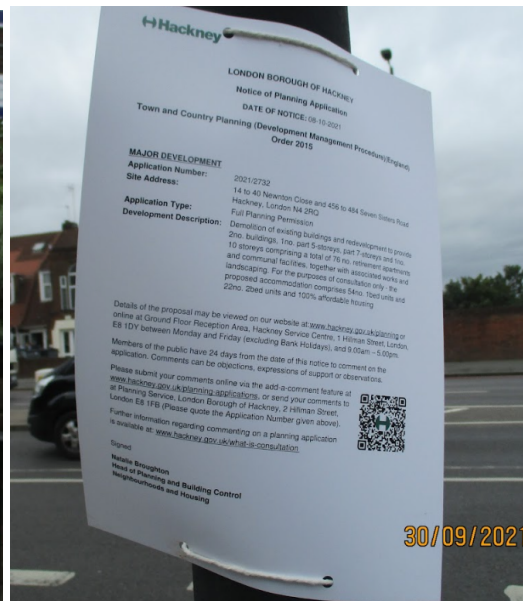 Hackney
LONDON BOROUGH OF HACKNEY
Notice of Planning Application
DATE OF NOTICE: 08-10-2021
Town and Country Planning (Development Management Procedure)(England)
Order 2015
MAJOR DEVELOPMENT
Application Number: 2021/2732
Site Address: 14 to 40 Newnton Close and 456 to 484 Seven Sisters Road
Hackney, London N4 2RQ
Application Type: Full Planning Permission
Development Description: Demolition of existing buildings and redevelopment to provide
2no. buildings, 1no. part 5-storeys, part 7-storeys and 1no.
10 storeys comprising a total of 76 no. retirement apartments
and communal facilities, together with associated works and
landscaping. For the purposes of consultation only - the
proposed accommodation comprises 54no. 1bed units and
22no. 2bed units and 100% affordable housing
Details of the proposal may be viewed on our website at www.hackney.gov.uk/planning or
online at Ground Floor Reception Area, Hackney Service Centre, 1 Hillman Street, London,
E8 1DY between Monday and Friday (excluding Bank Holidays), and 9.00am – 5.00pm.
Members of the public have 24 days from the date of this notice to comment on the
application. Comments can be objections, expressions of support or observations.
Please submit your comments online via the add-a-comment feature at
www.hackney.gov.uk/planning-applications, or send your comments to
at Planning Service, London Borough of Hackney, 2 Hillman Street,
London E8 1FB (Please quote the Application Number given above).
Further information regarding commenting on a planning application
is available at: www.hackney.gov.uk/what-is-consultation
Signed
Natalie Broughton
Head of Planning and Building Control
Neighbourhoods and Housing
30/09/2021